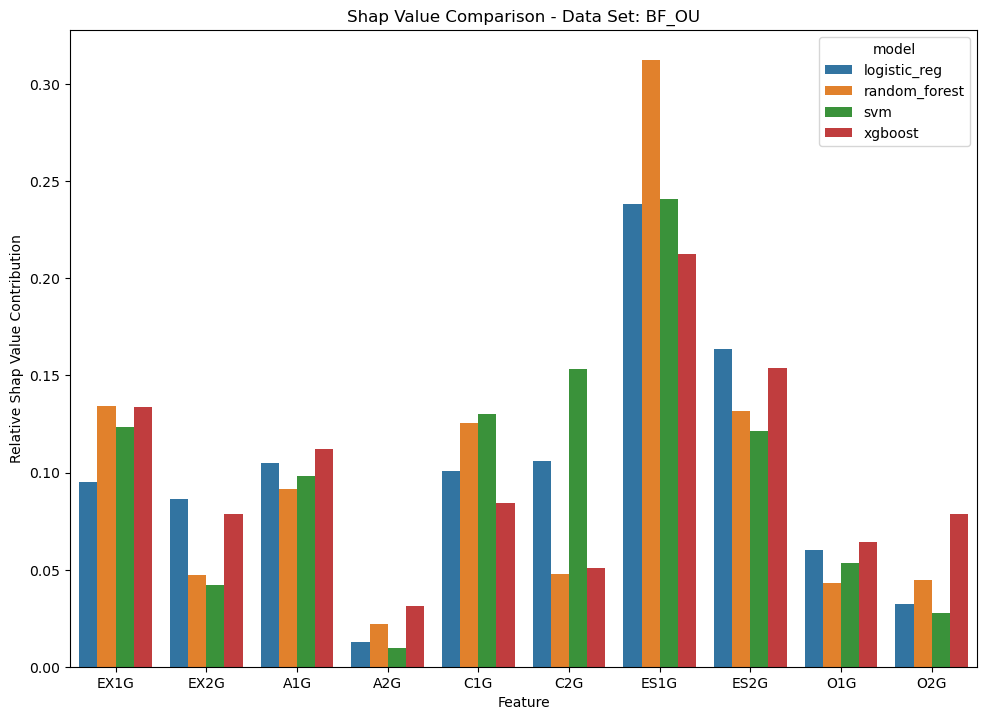 Shap Value Comparison - Data Set: BF_OU
model
logistic_reg
random_forest
svm
xgboost
Relative Shap Value Contribution
0.30
0.25
0.20
0.15
0.10
0.05
0.00
EX1G EX2G A1G A2G C1G C2G ES1G ES2G O1G O2G
Feature